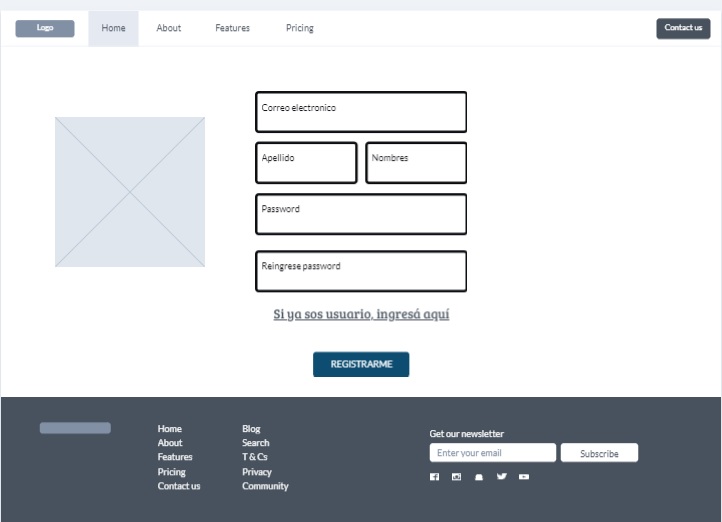 Logo
Home
About
Features
Pricing
Contact us
Correo electronico
Apellido
Nombres
Password
Reingrese password
Si ya sos usuario, ingresá aquí
REGISTRARME
Home
About
Features
Pricing
Contact us
Blog
Search
T & Cs
Privacy
Community
Get our newsletter
Enter your email
Subscribe